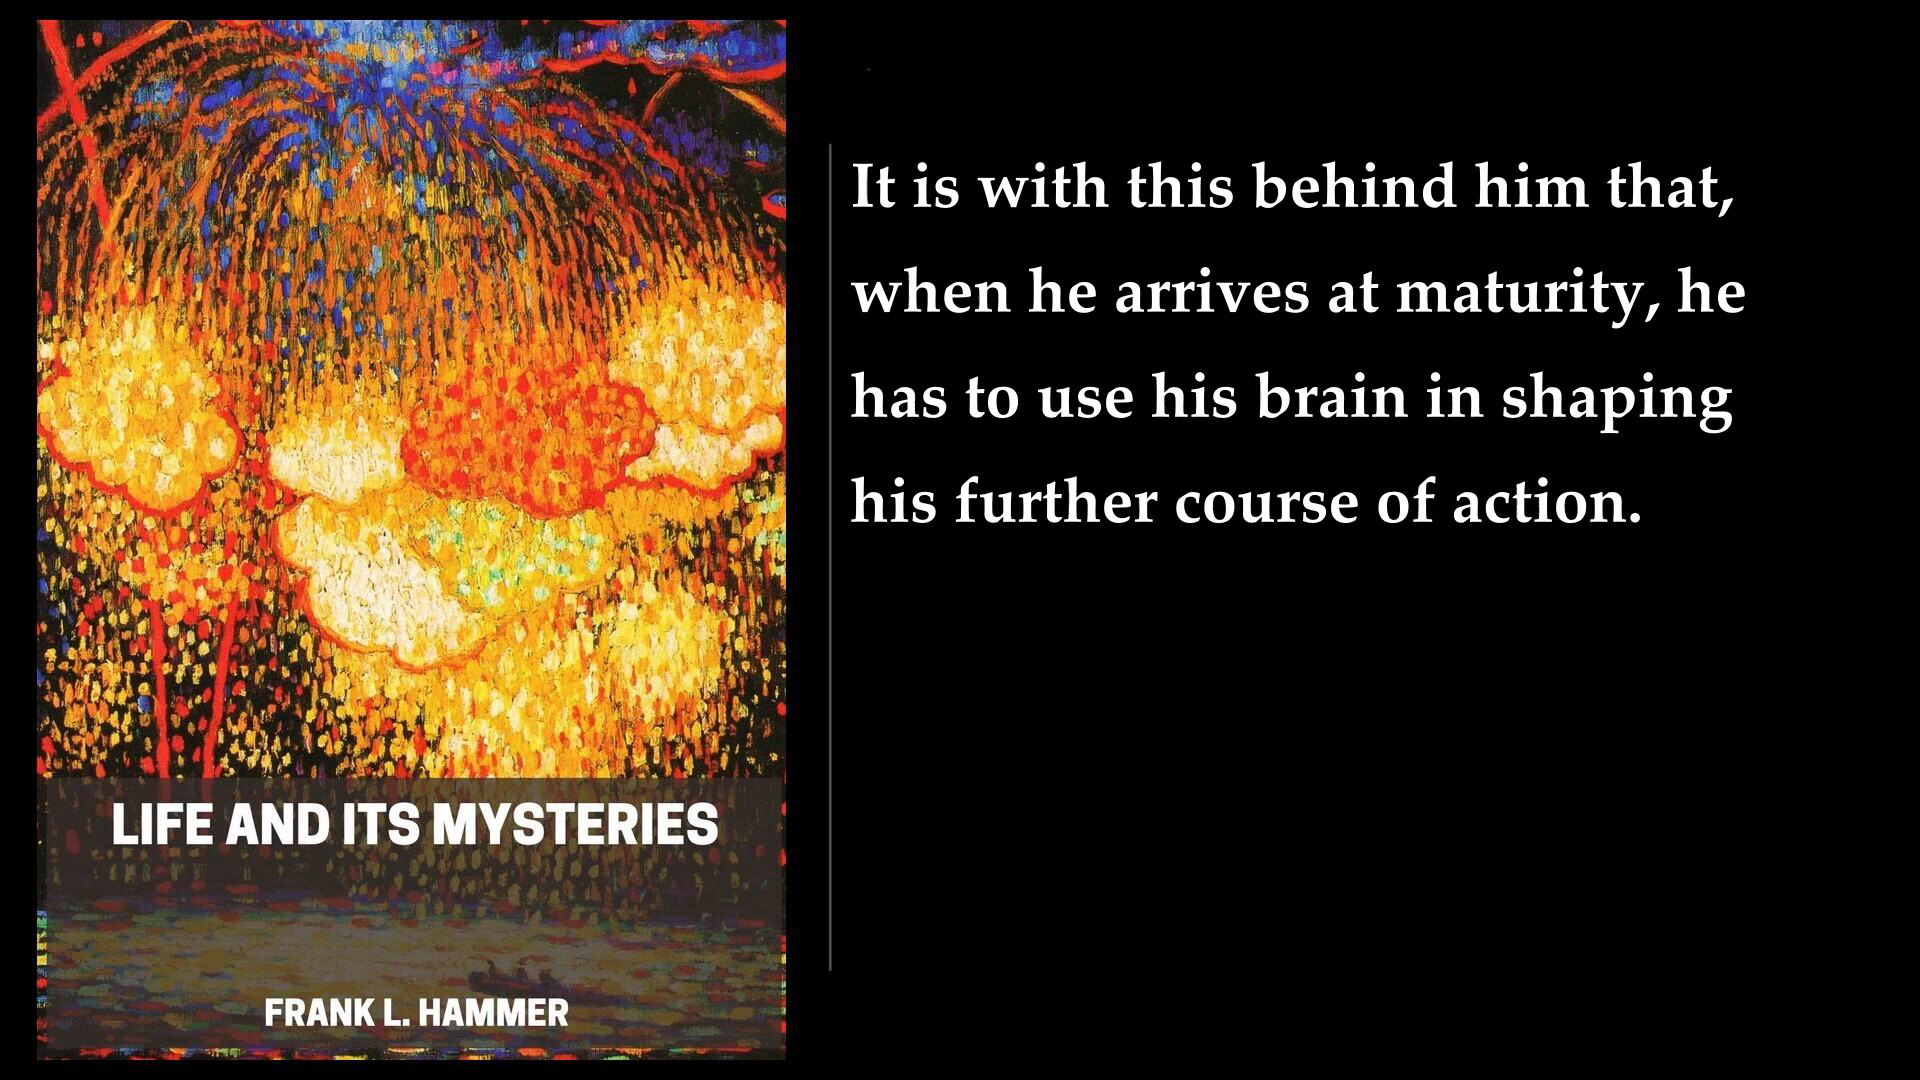 LIFE AND ITS MYSTERIES
FRANK L. HAMMER
It is with this behind him that,
when he arrives at maturity, he
has to use his brain in shaping
his further course of action.